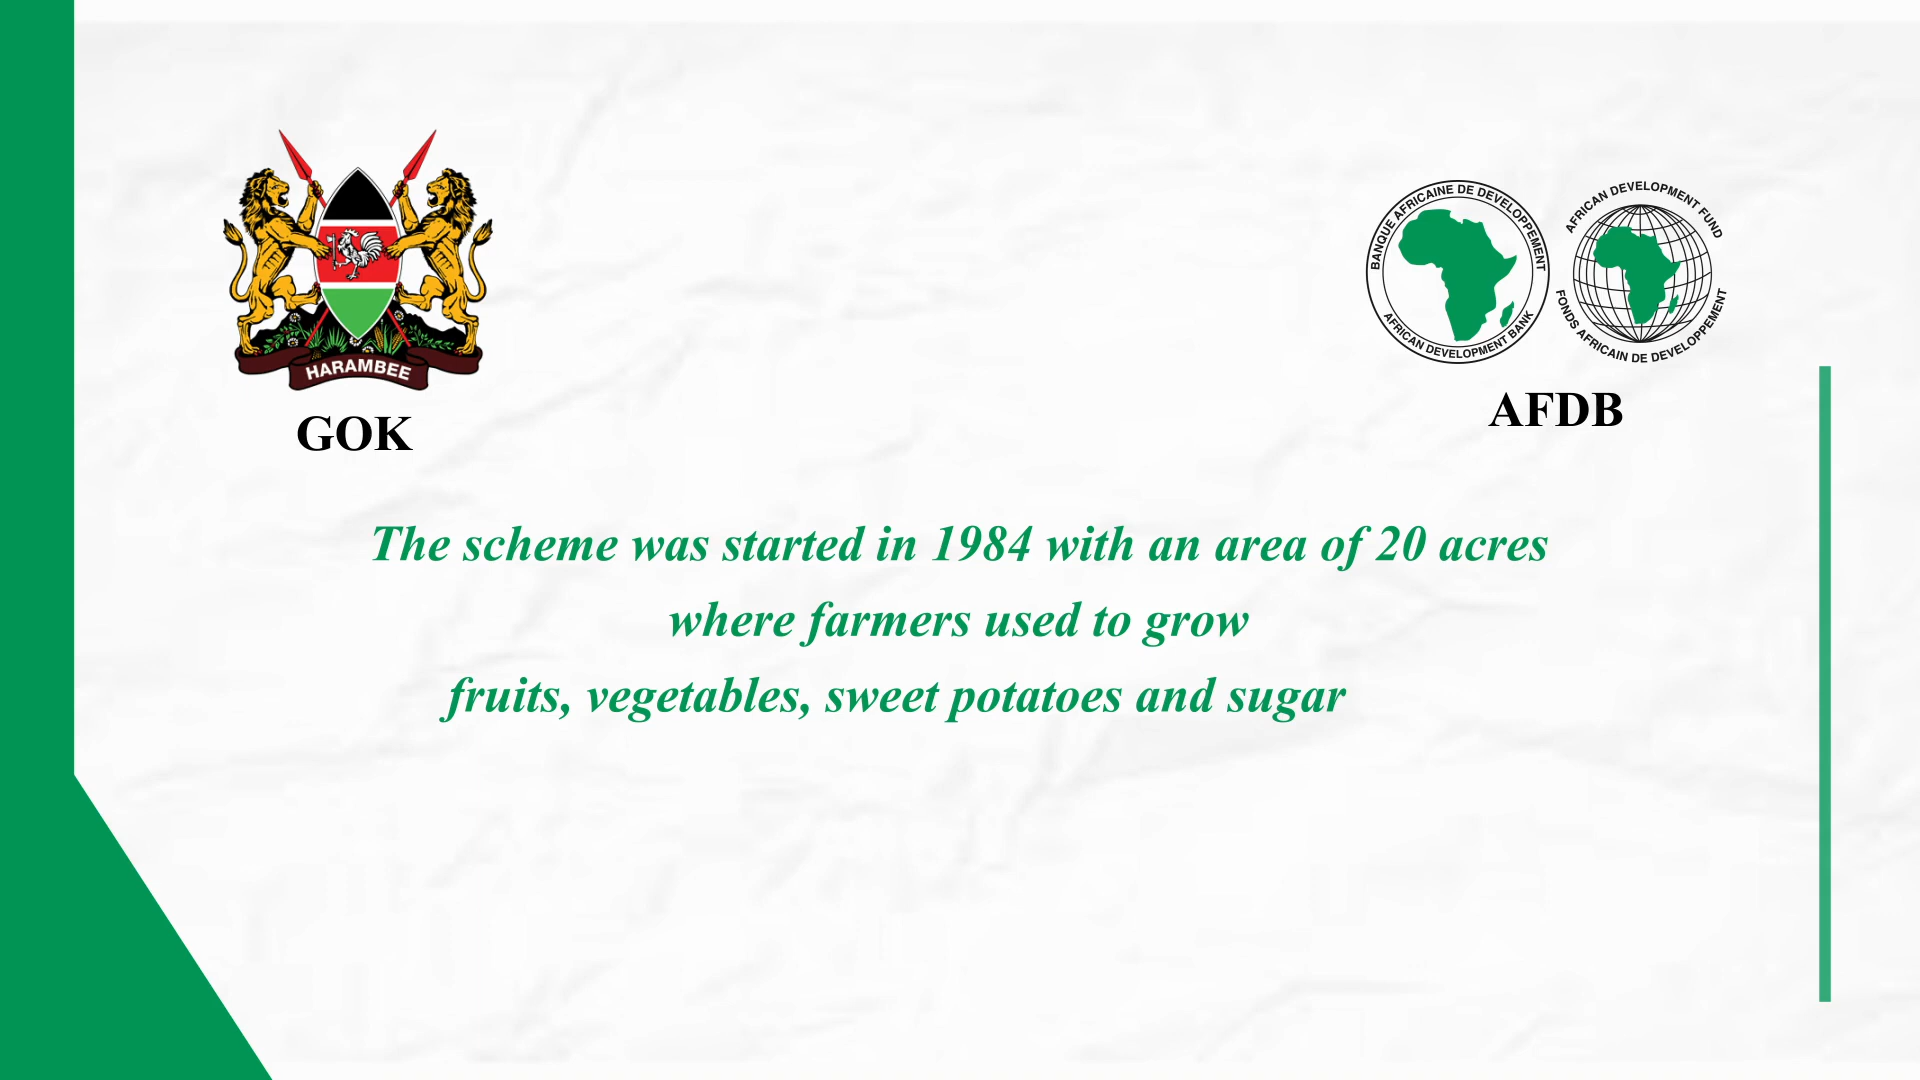 HARAMBEE
GOK
BANQUE AFRICAINE DE DEVELOPPEMENT
AFRICAN DEVELOPMENT BANK
AFRICAN DEVELOPMENT FUND
FONDS AFRICAIN DE DEVELOPPEMENT
AFDB
The scheme was started in 1984 with an area of 20 acres
where farmers used to grow
fruits, vegetables, sweet potatoes and sugar